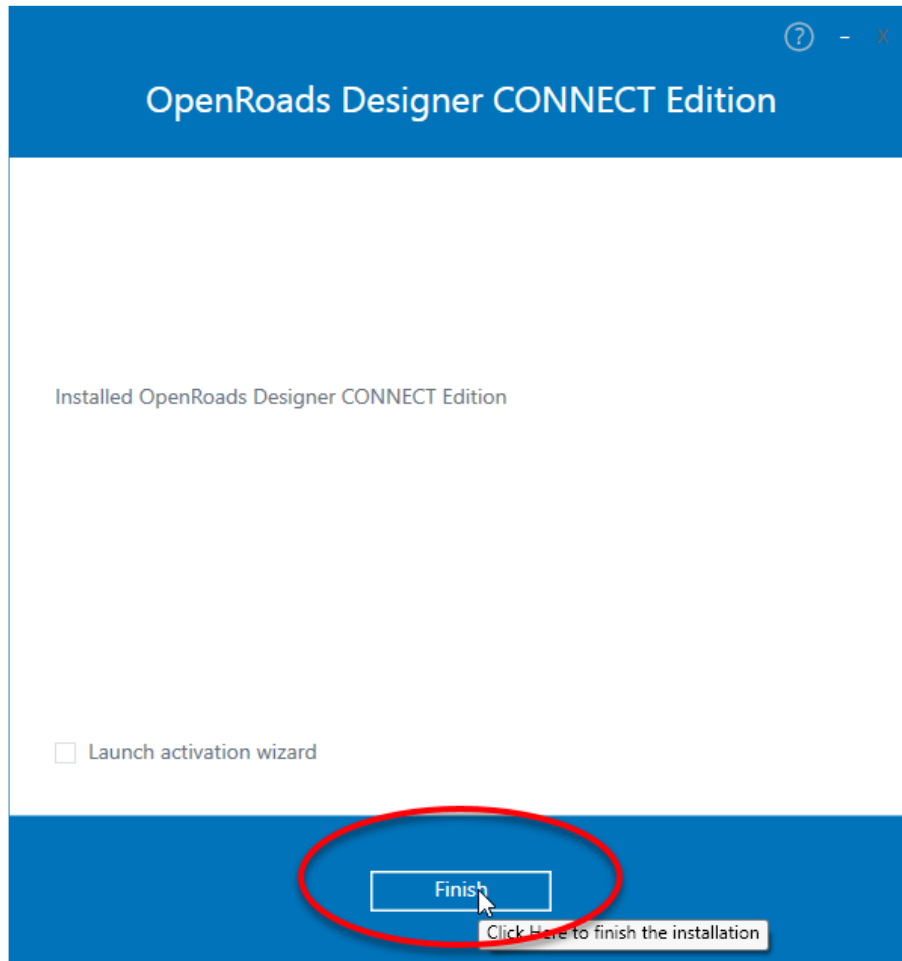 ? - X
OpenRoads Designer CONNECT Edition
Installed OpenRoads Designer CONNECT Edition
Launch activation wizard
Finish
Click Here to finish the installation